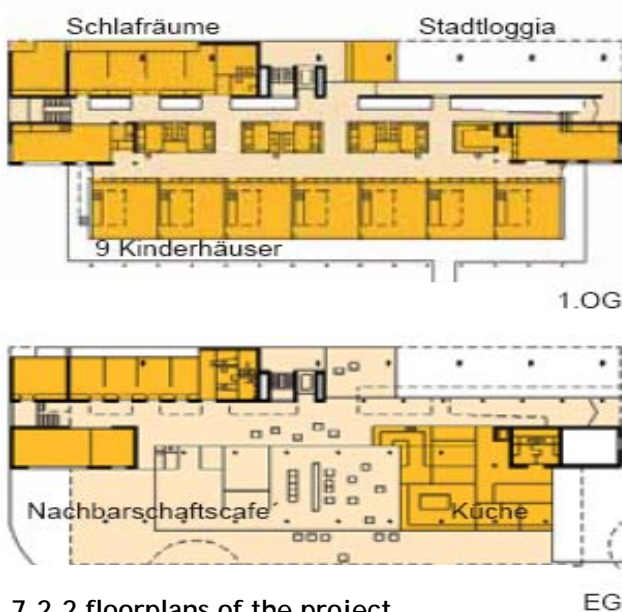 Schlafräume Stadtloggia
9 Kinderhäuser
1.OG
Nachbarschaftscafe´ Küche
EG
7.2.2 floorplans of the project